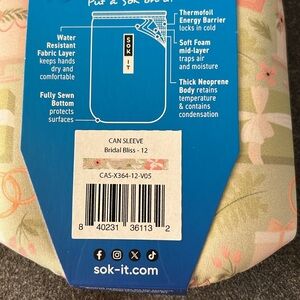 Put a sok on it!
Thermofoil
Energy Barrier
locks in cold
Water
Resistant
Fabric Layer
keeps hands
dry and
comfortable
SOK IT
Soft Foam
mid-layer
traps air
and moisture
Fully Sewn
Bottom
protects
surfaces
Thick Neoprene
Body retains
temperature
& contains
condensation
CAN SLEEVE
Bridal Bliss - 12
CAS-X364-12-V05
8 40231 36113 2
sok-it.com